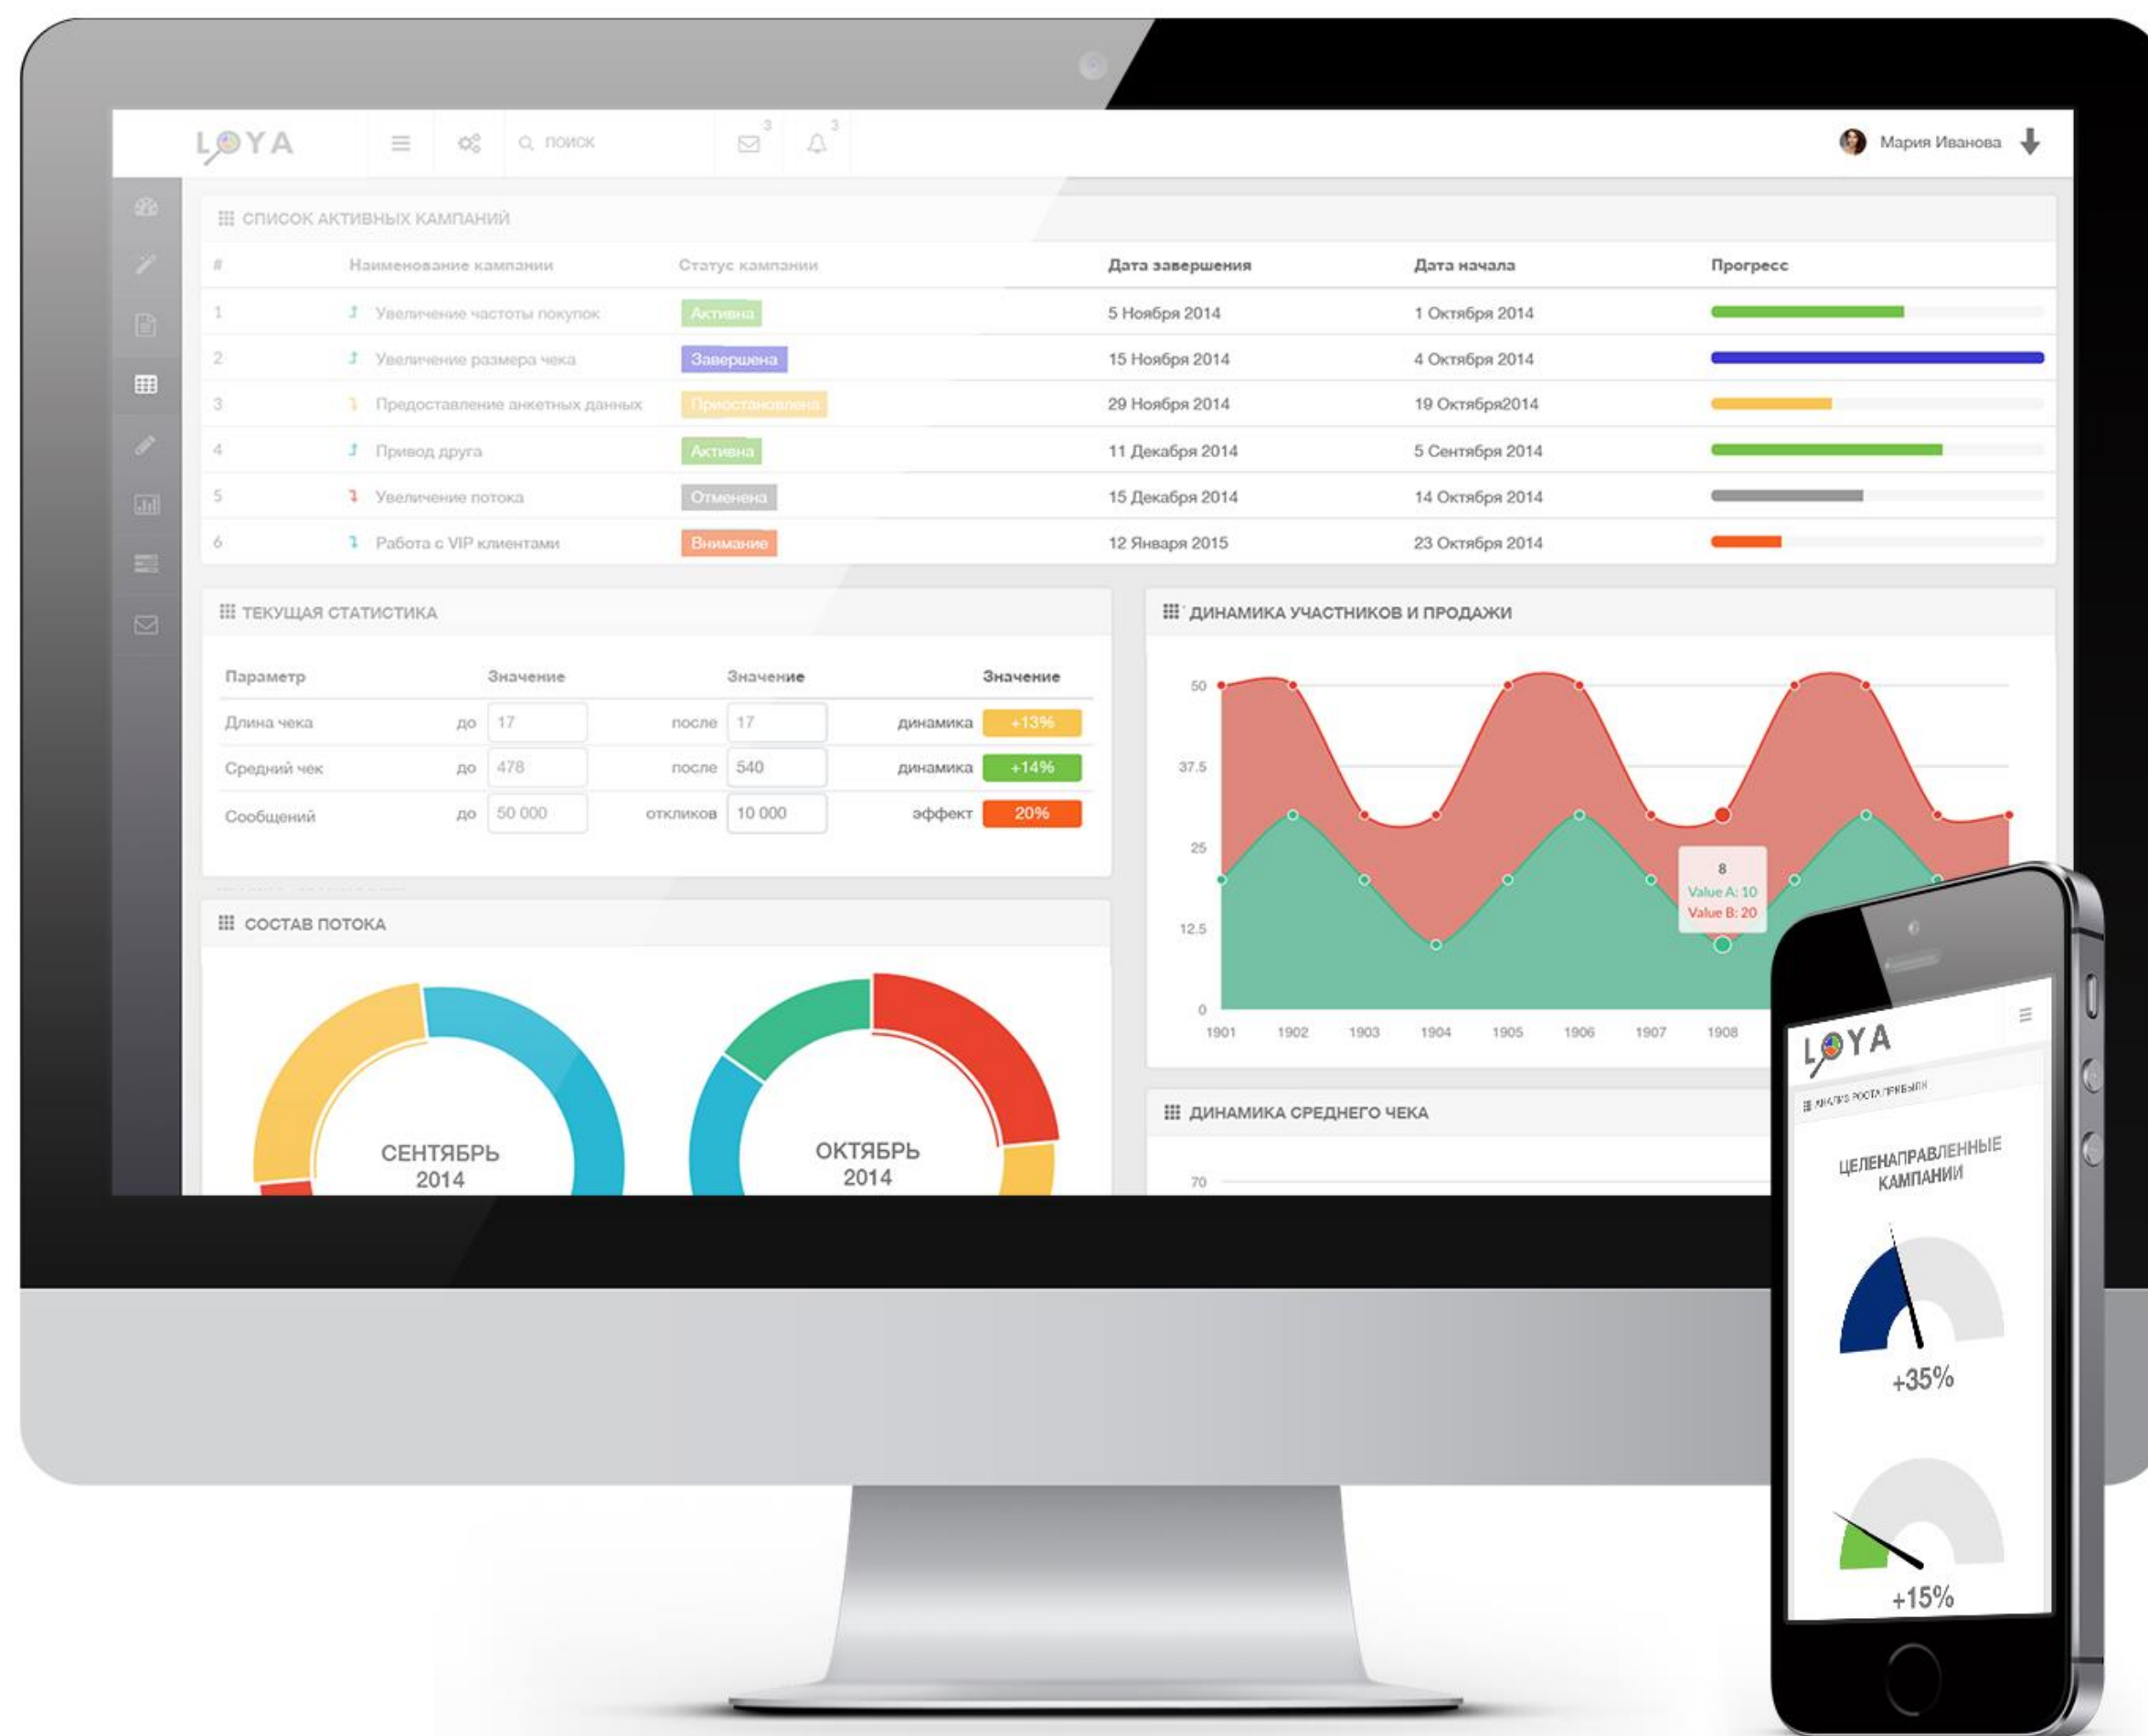 LOYA
ПОИСК
3
3
Мария Иванова
СПИСОК АКТИВНЫХ КАМПАНИЙ
# Наименование кампании Статус кампании Дата завершения Дата начала Прогресс
1 Увеличение частоты покупок Активна 5 Ноября 2014 1 Октября 2014
2 Увеличение размера чека Завершена 15 Ноября 2014 4 Октября 2014
3 Предоставление анкетных данных Приостановлена 29 Ноября 2014 19 Октября2014
4 Привод друга Активна 11 Декабря 2014 5 Сентября 2014
5 Увеличение потока Отменена 15 Декабря 2014 14 Октября 2014
6 Работа с VIP клиентами Внимание 12 Января 2015 23 Октября 2014
ТЕКУЩАЯ СТАТИСТИКА
Параметр Значение Значение Значение
Длина чека до 17 после 17 динамика +13%
Средний чек до 478 после 540 динамика +14%
Сообщений до 50 000 откликов 10 000 эффект 20%
СОСТАВ ПОТОКА
СЕНТЯБРЬ
2014
ОКТЯБРЬ
2014
ДИНАМИКА УЧАСТНИКОВ И ПРОДАЖИ
50
37.5
25
12.5
0
8
Value A: 10
Value B: 20
1901 1902 1903 1904 1905 1906 1907 1908
ДИНАМИКА СРЕДНЕГО ЧЕКА
70
LOYA
АНАЛИЗ РОСТА ПРИБЫЛИ
ЦЕЛЕНАПРАВЛЕННЫЕ
КАМПАНИИ
+35%
+15%